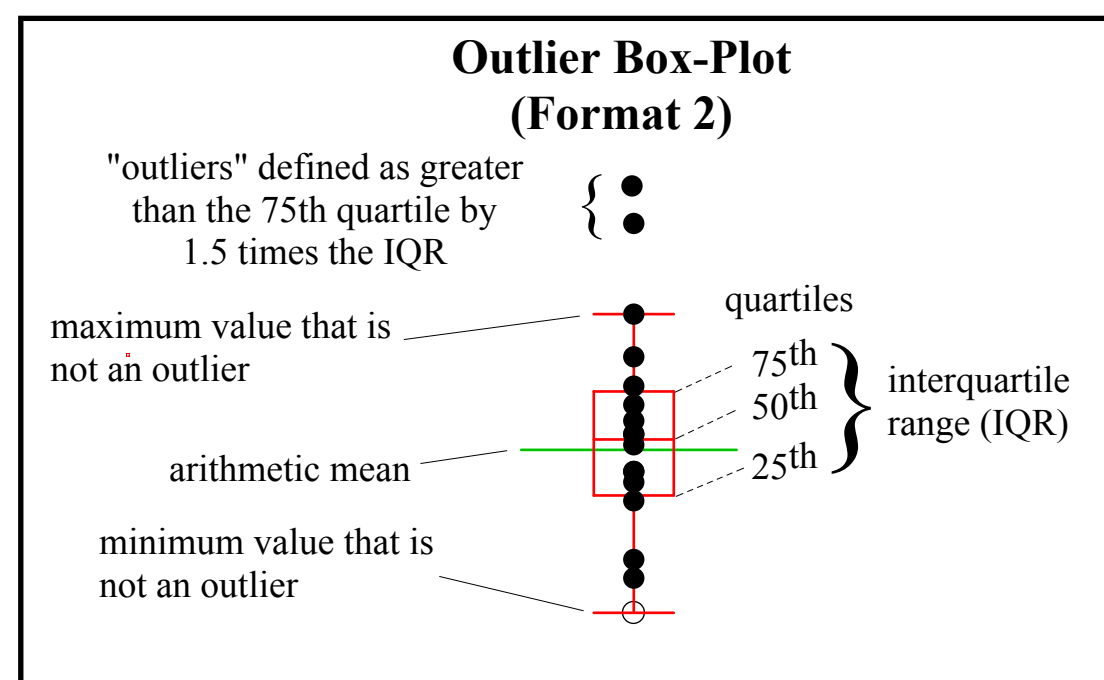 Outlier Box-Plot
(Format 2)
"outliers" defined as greater
than the 75th quartile by
1.5 times the IQR
maximum value that is
not an outlier
arithmetic mean
minimum value that is
not an outlier
quartiles
75th
50th
25th
interquartile
range (IQR)